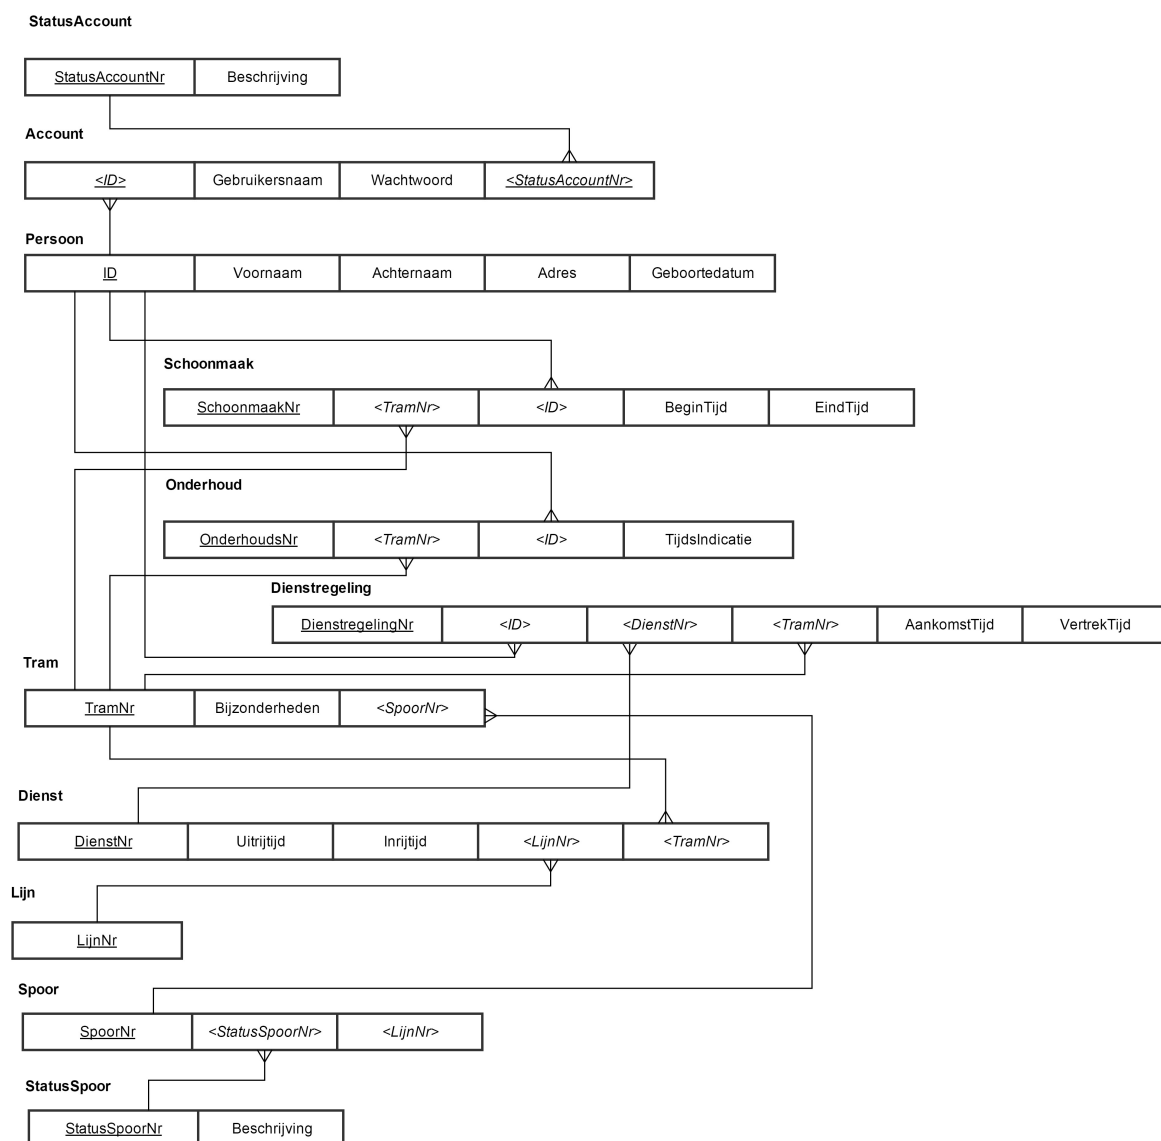 StatusAccount
StatusAccountNr Beschrijving
Account
<ID> Gebruikersnaam Wachtwoord <StatusAccountNr>
Persoon
ID Voornaam Achternaam Adres Geboortedatum
Schoonmaak
SchoonmaakNr <TramNr> <ID> BeginTijd EindTijd
Onderhoud
OnderhoudsNr <TramNr> <ID> TijdsIndicatie
Dienstregeling
DienstregelingNr <ID> <DienstNr> <TramNr> AankomstTijd VertrekTijd
Tram
TramNr Bijzonderheden <SpoorNr>
Dienst
DienstNr Uitrijtijd Inrijtijd <LijnNr> <TramNr>
Lijn
LijnNr
Spoor
SpoorNr <StatusSpoorNr> <LijnNr>
StatusSpoor
StatusSpoorNr Beschrijving